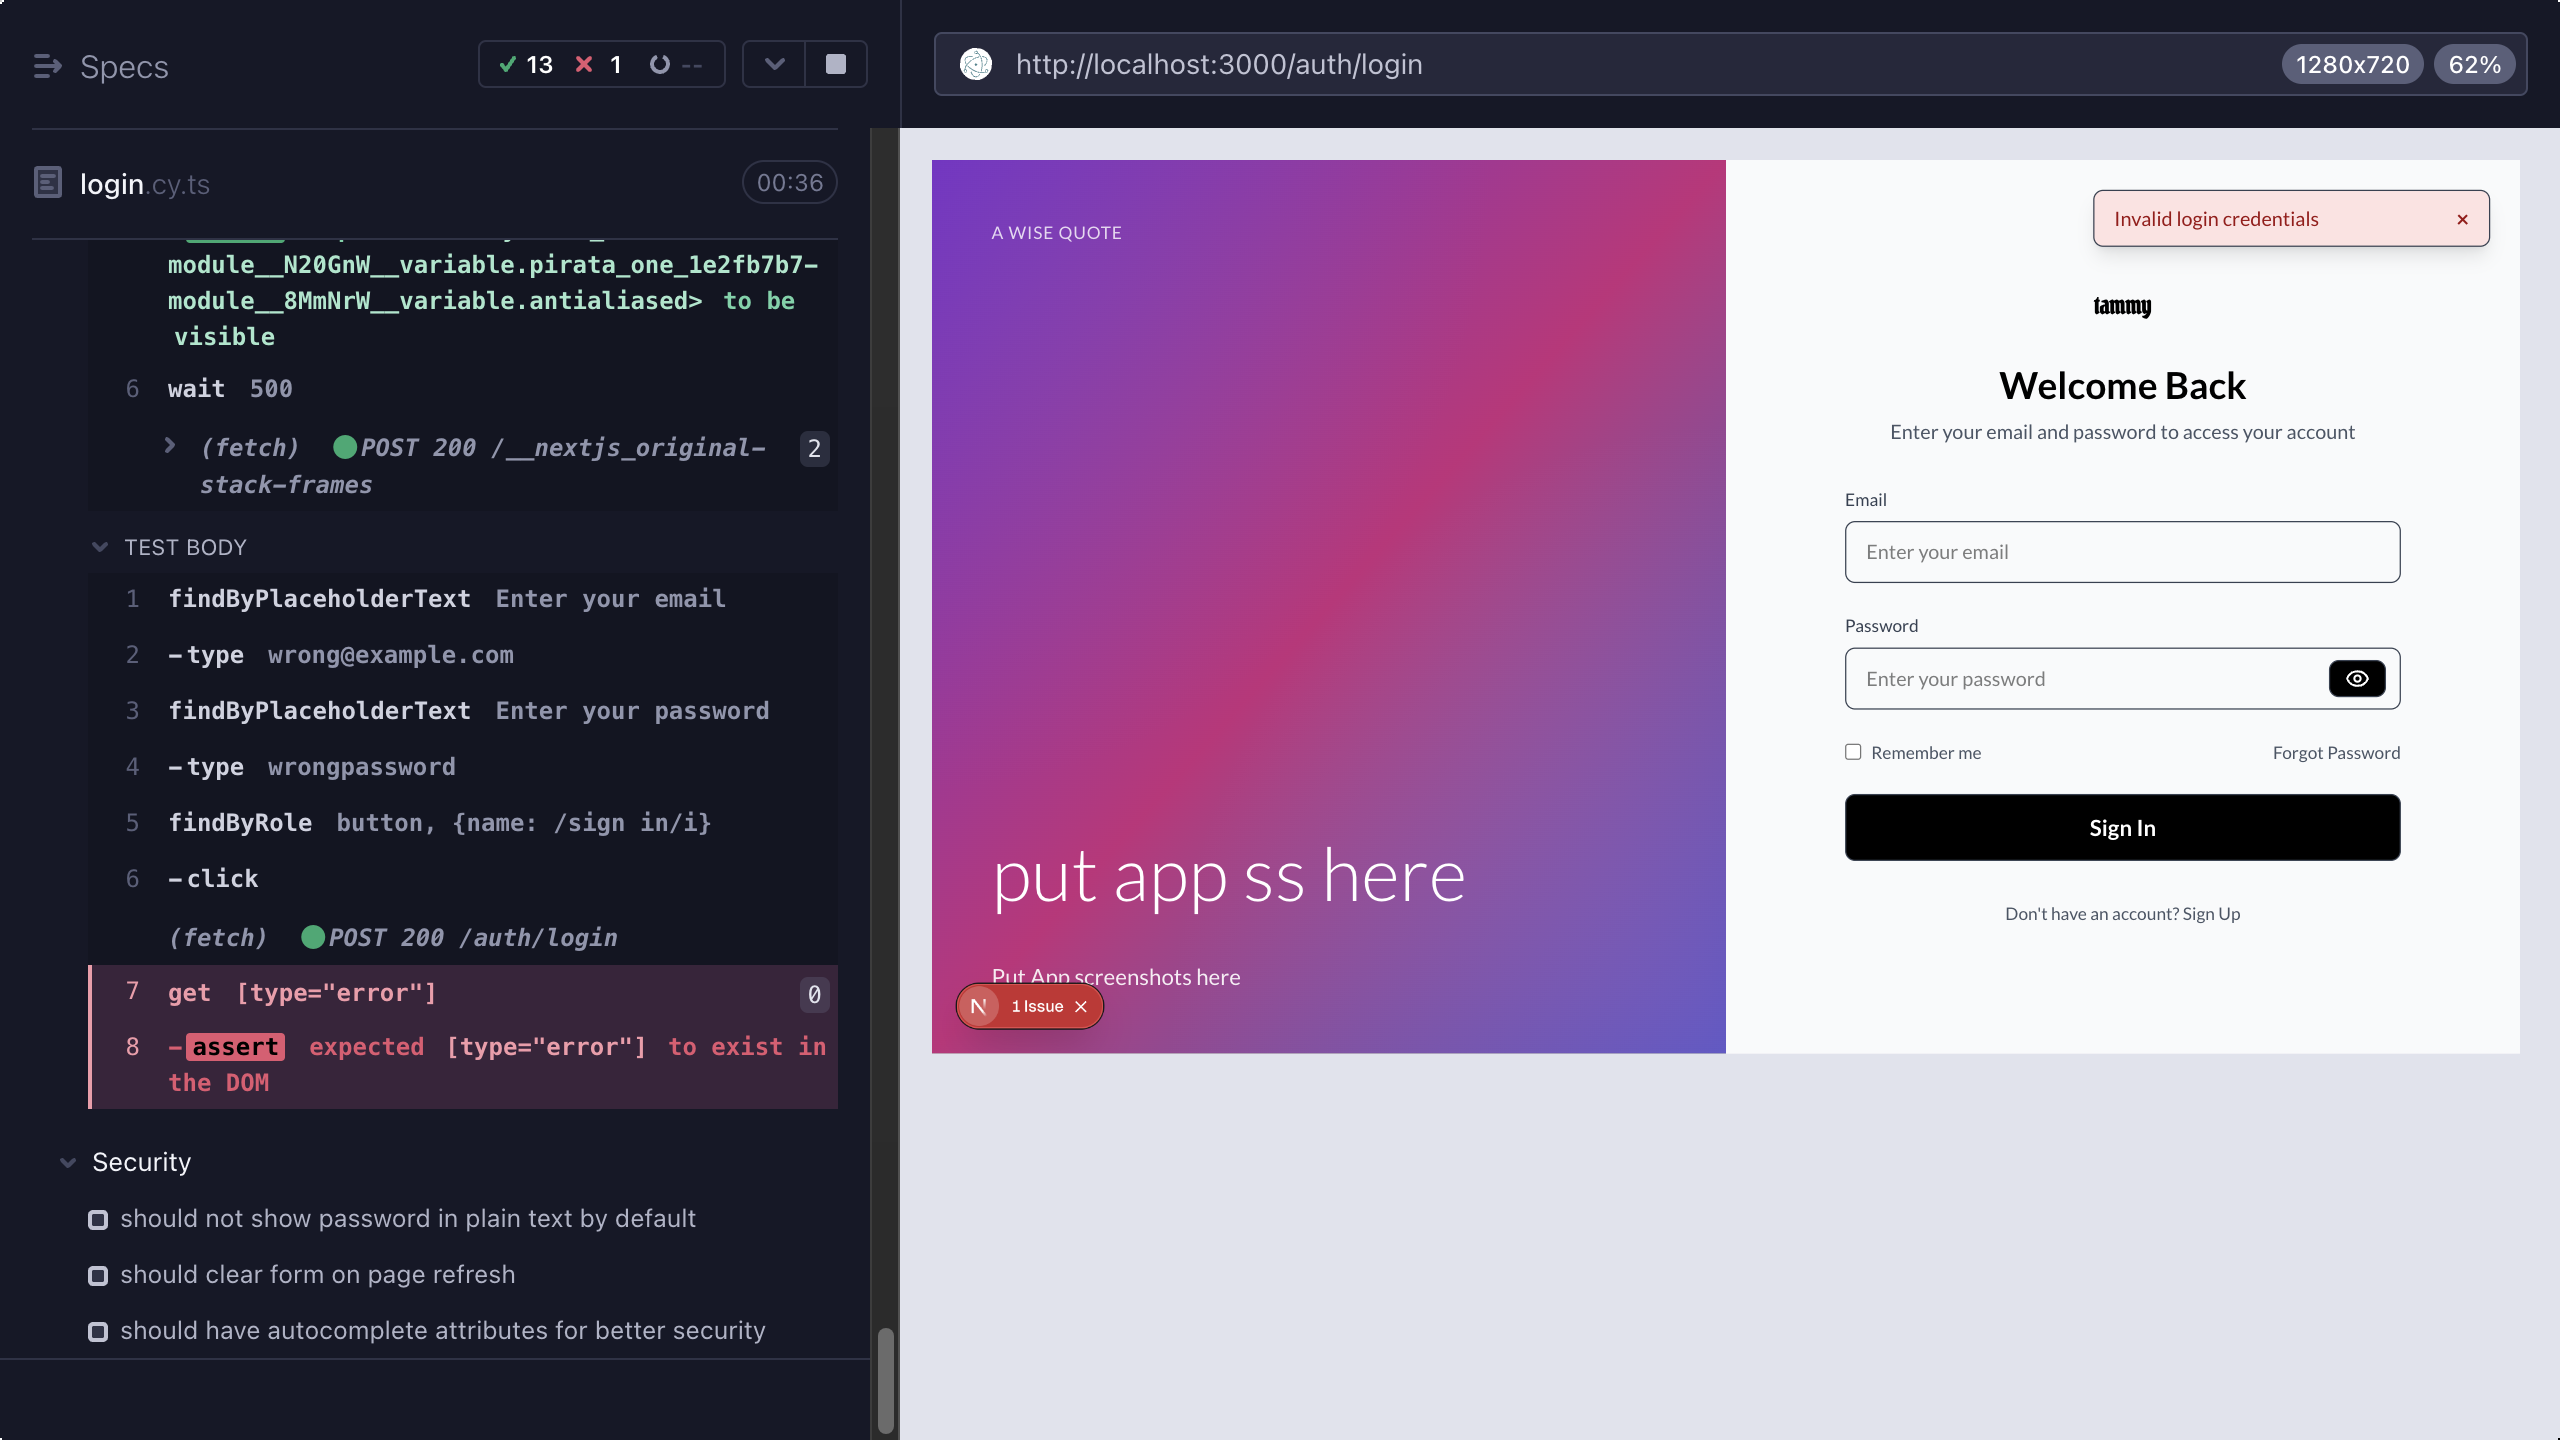 Specs
13 1 --
login.cy.ts
00:36
module__N20GnW__variable.pirata_one_1e2fb7b7-
module__8MmNrW__variable.antialiased> to be
visible
6 wait 500
(fetch) POST 200 /__nextjs_original-
stack-frames
2
TEST BODY
1 findByPlaceholderText Enter your email
2 -type wrong@example.com
3 findByPlaceholderText Enter your password
4 -type wrongpassword
5 findByRole button, {name: /sign in/i}
6 -click
(fetch) POST 200 /auth/login
7 get [type="error"] 0
8 -assert expected [type="error"] to exist in
the DOM
Security
should not show password in plain text by default
should clear form on page refresh
should have autocomplete attributes for better security
http://localhost:3000/auth/login
1280x720 62%
A WISE QUOTE
put app ss here
Put App screenshots here
N 1 Issue
Invalid login credentials
tammy
Welcome Back
Enter your email and password to access your account
Email
Enter your email
Password
Enter your password
Remember me Forgot Password
Sign In
Don't have an account? Sign Up